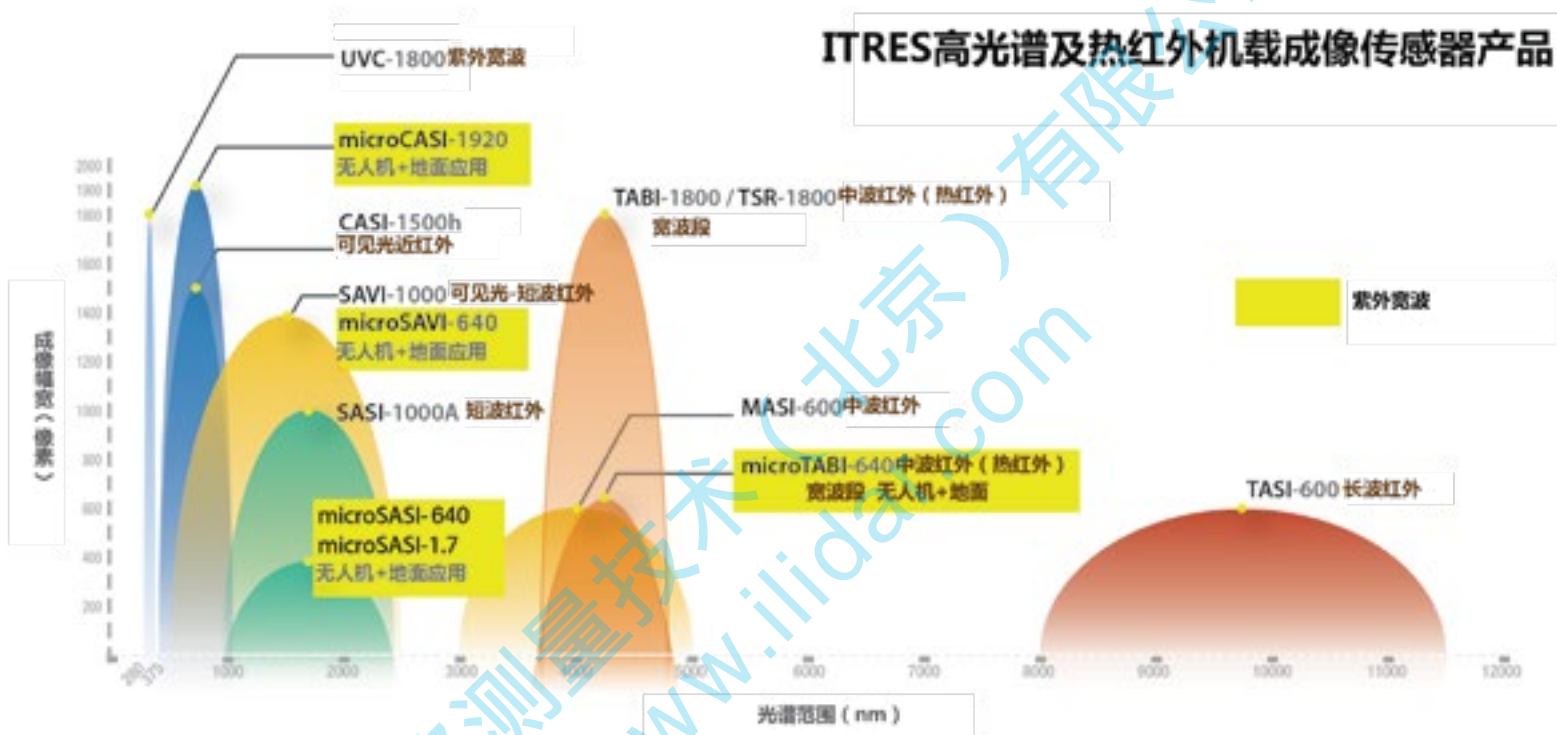 ITRES高光谱及热红外机载成像传感器产品
UVC-1800紫外宽波
microCASI-1920
无人机+地面应用
CASI-1500h
可见光近红外
TABI-1800 / TSR-1800中波红外（热红外）
宽波段
SAVI-1000可见光-短波红外
microSAVI-640
无人机+地面应用
紫外宽波
SASI-1000A 短波红外
MASI-600中波红外
microTABI-640中波红外（热红外）
宽波段 无人机+地面
TASI-600长波红外
microSASI-640
microSASI-1.7
无人机+地面应用
成像幅宽（像素）
2000
1900
1800
1600
1400
1200
1000
800
600
400
200
280 375 1000 2000 3000 4000 5000 6000 7000 8000 9000 10000 11000 12000
光谱范围（nm）
测量技术（北京）有限公
www.ilidar.com